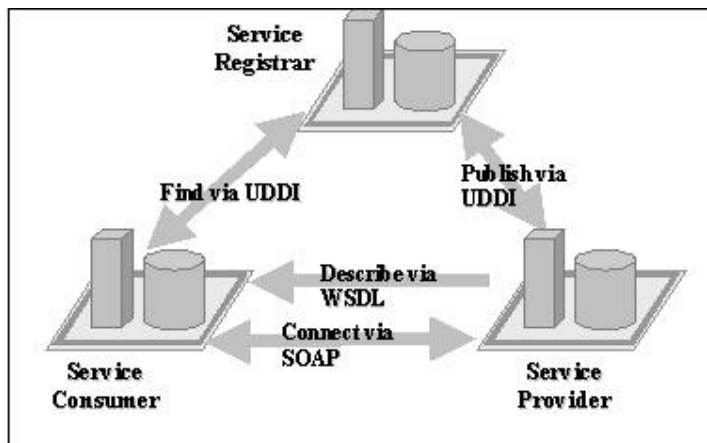 Service
Registrar
Find via UDDI
Publish via
UDDI
Describe via
WSDL
Connect via
SOAP
Service
Consumer
Service
Provider